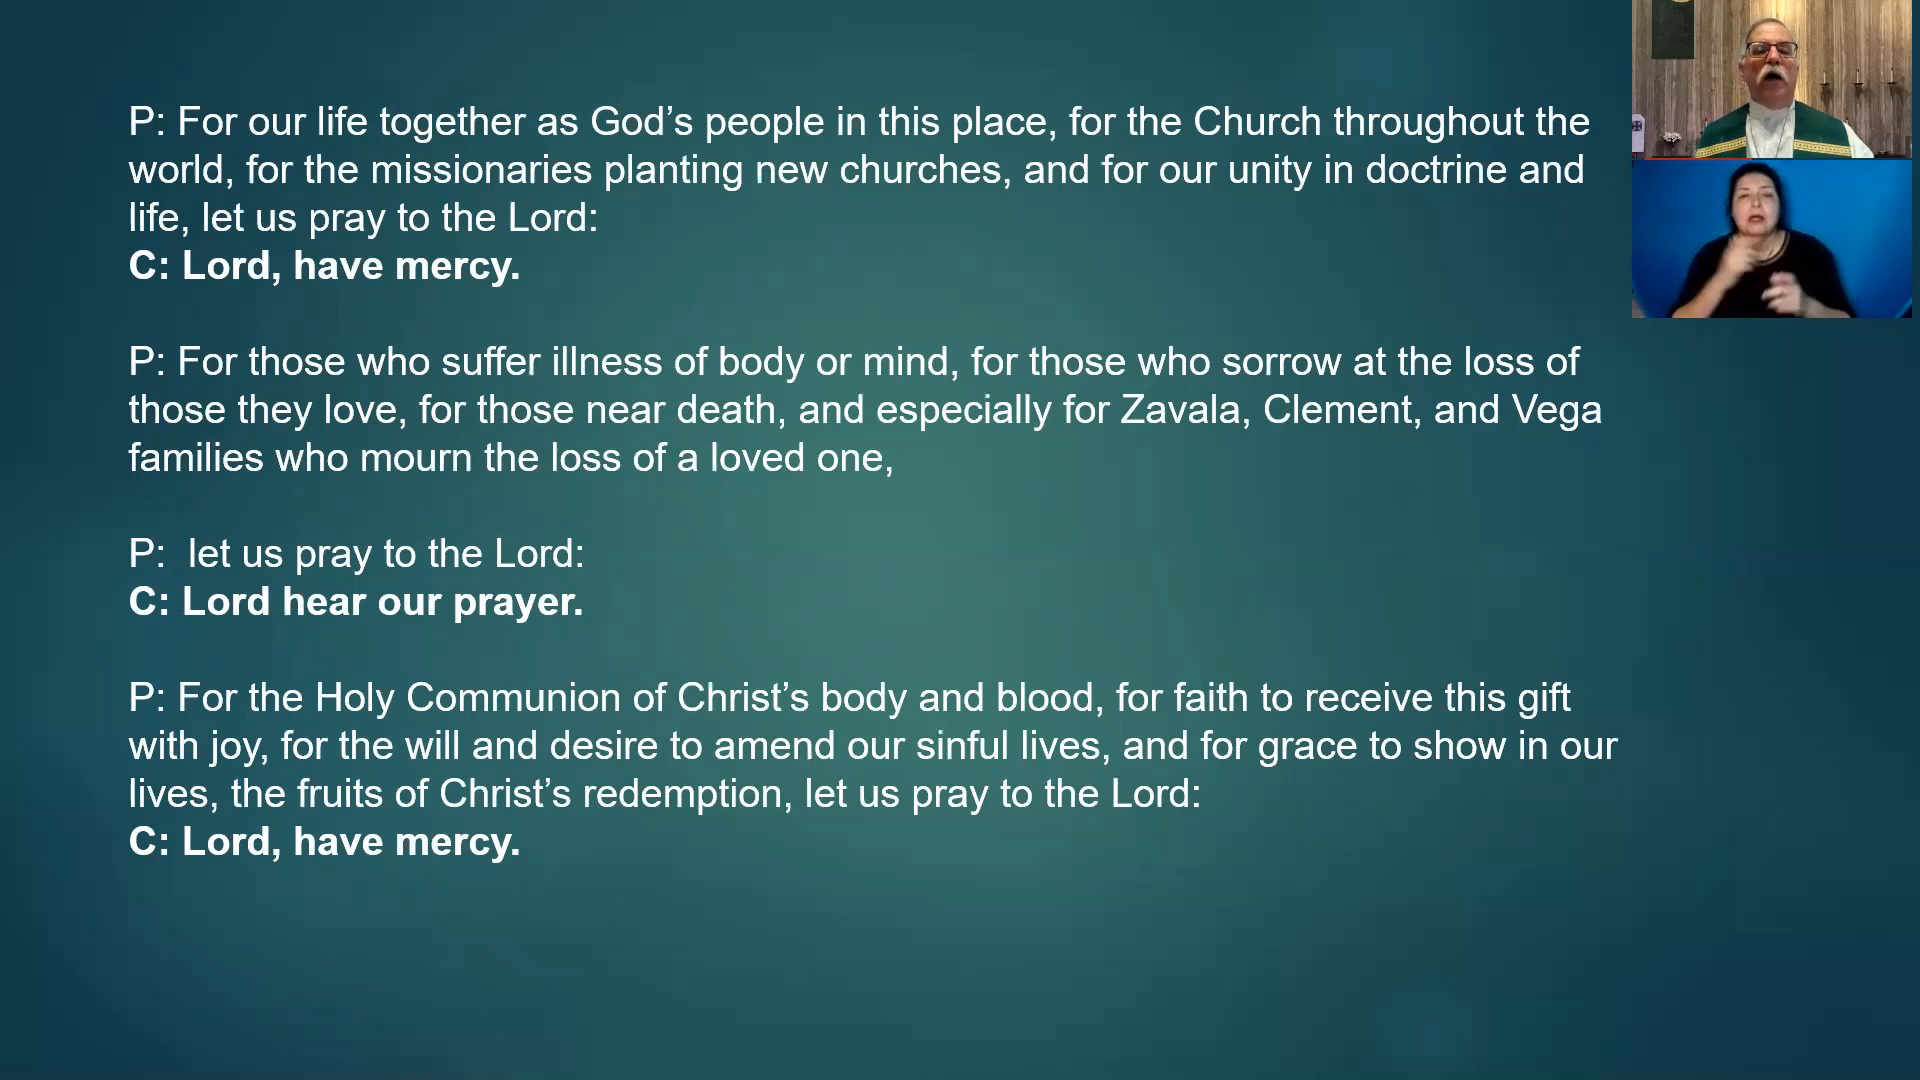 P: For our life together as God’s people in this place, for the Church throughout the
world, for the missionaries planting new churches, and for our unity in doctrine and
life, let us pray to the Lord:
C: Lord, have mercy.
P: For those who suffer illness of body or mind, for those who sorrow at the loss of
those they love, for those near death, and especially for Zavala, Clement, and Vega
families who mourn the loss of a loved one,
P:  let us pray to the Lord:
C: Lord hear our prayer.
P: For the Holy Communion of Christ’s body and blood, for faith to receive this gift
with joy, for the will and desire to amend our sinful lives, and for grace to show in our
lives, the fruits of Christ’s redemption, let us pray to the Lord:
C: Lord, have mercy.